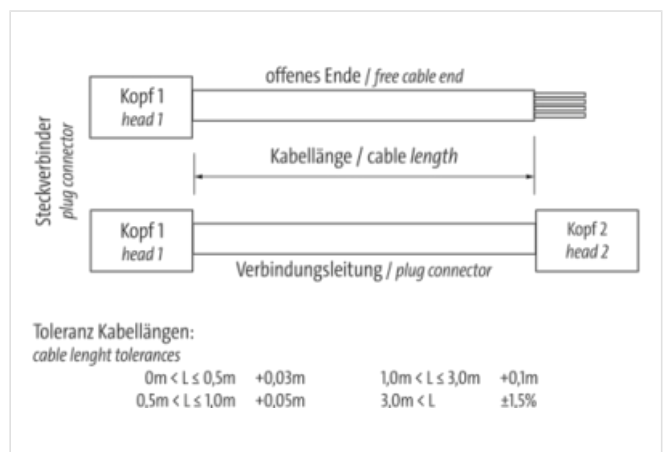 offenes Ende / free cable end
Kopf 1
head 1
Kabellänge / cable length
Steckverbinder
plug connector
Kopf 1
head 1
Kopf 2
head 2
Verbindungsleitung / plug connector
Toleranz Kabellängen:
cable lenght tolerances
0m < L ≤ 0,5m +0,03m 1,0m < L ≤ 3,0m +0,1m
0,5m < L ≤ 1,0m +0,05m 3,0m < L ±1,5%